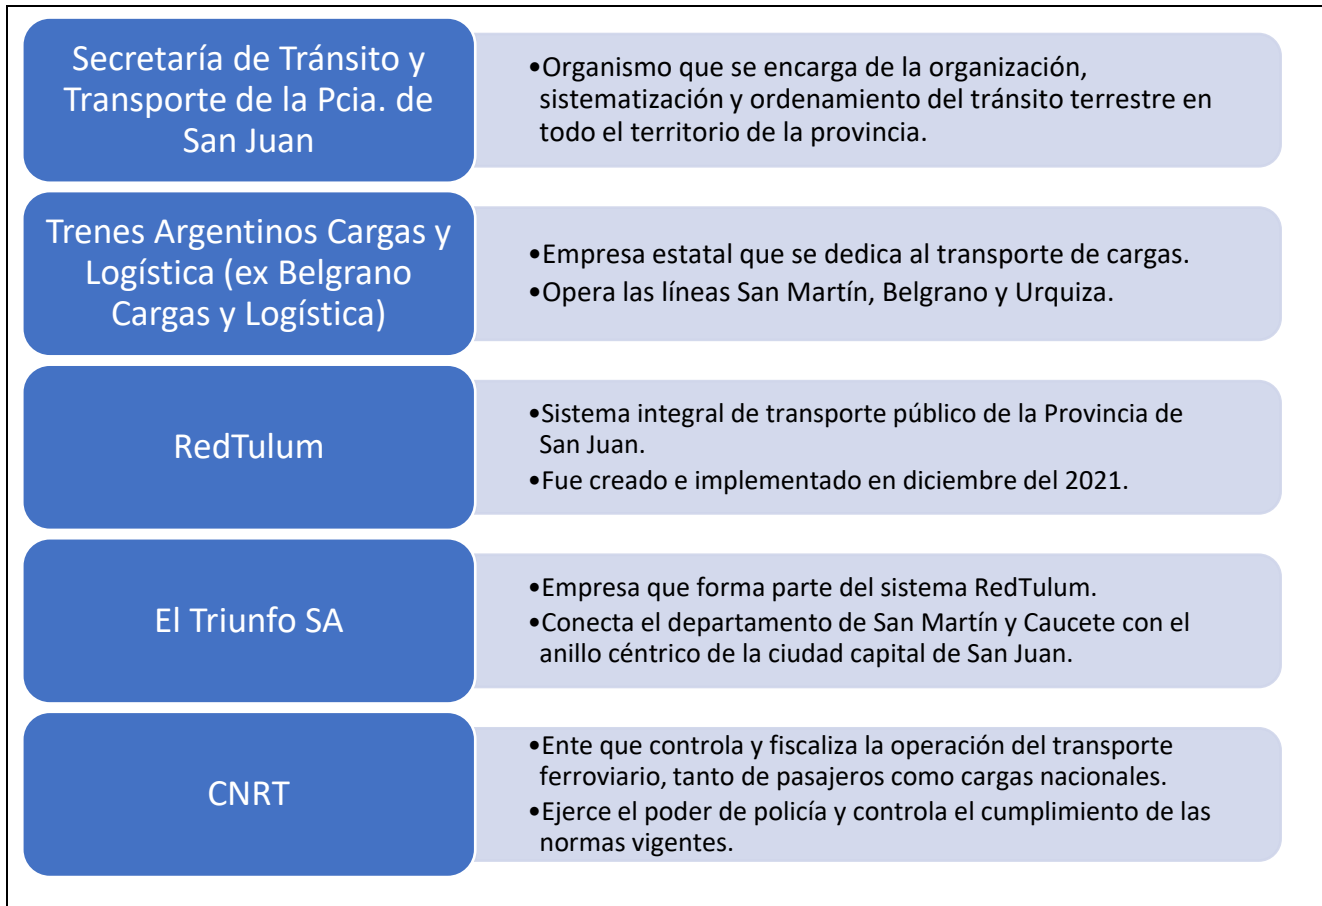 Secretaría de Tránsito y
Transporte de la Pcia. de
San Juan
•Organismo que se encarga de la organización,
sistematización y ordenamiento del tránsito terrestre en
todo el territorio de la provincia.
Trenes Argentinos Cargas y
Logística (ex Belgrano
Cargas y Logística)
•Empresa estatal que se dedica al transporte de cargas.
•Opera las líneas San Martín, Belgrano y Urquiza.
RedTulum
•Sistema integral de transporte público de la Provincia de
San Juan.
•Fue creado e implementado en diciembre del 2021.
El Triunfo SA
•Empresa que forma parte del sistema RedTulum.
•Conecta el departamento de San Martín y Caucete con el
anillo céntrico de la ciudad capital de San Juan.
CNRT
•Ente que controla y fiscaliza la operación del transporte
ferroviario, tanto de pasajeros como cargas nacionales.
•Ejerce el poder de policía y controla el cumplimiento de las
normas vigentes.